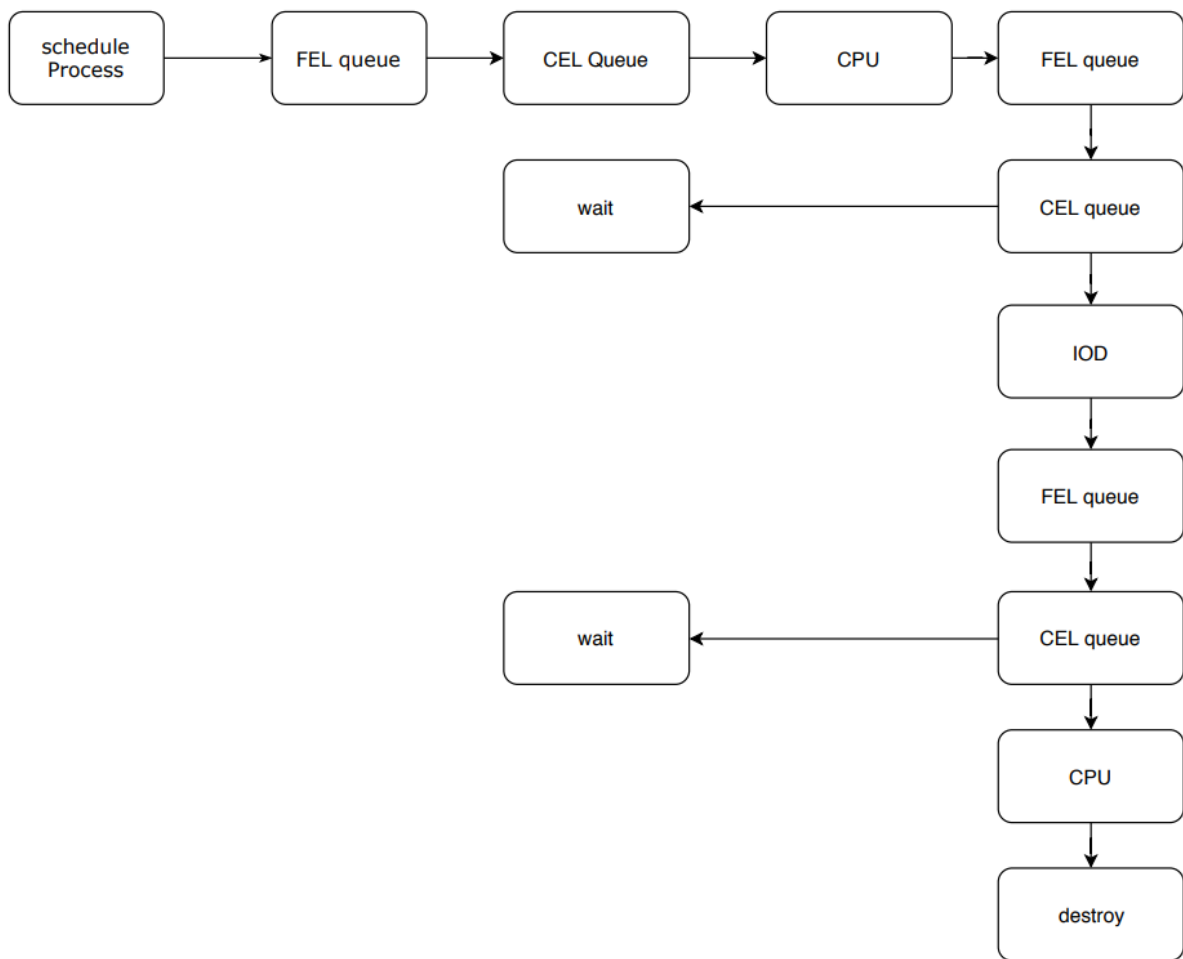 schedule
Process
FEL queue
CEL Queue
CPU
FEL queue
wait
CEL queue
IOD
FEL queue
wait
CEL queue
CPU
destroy